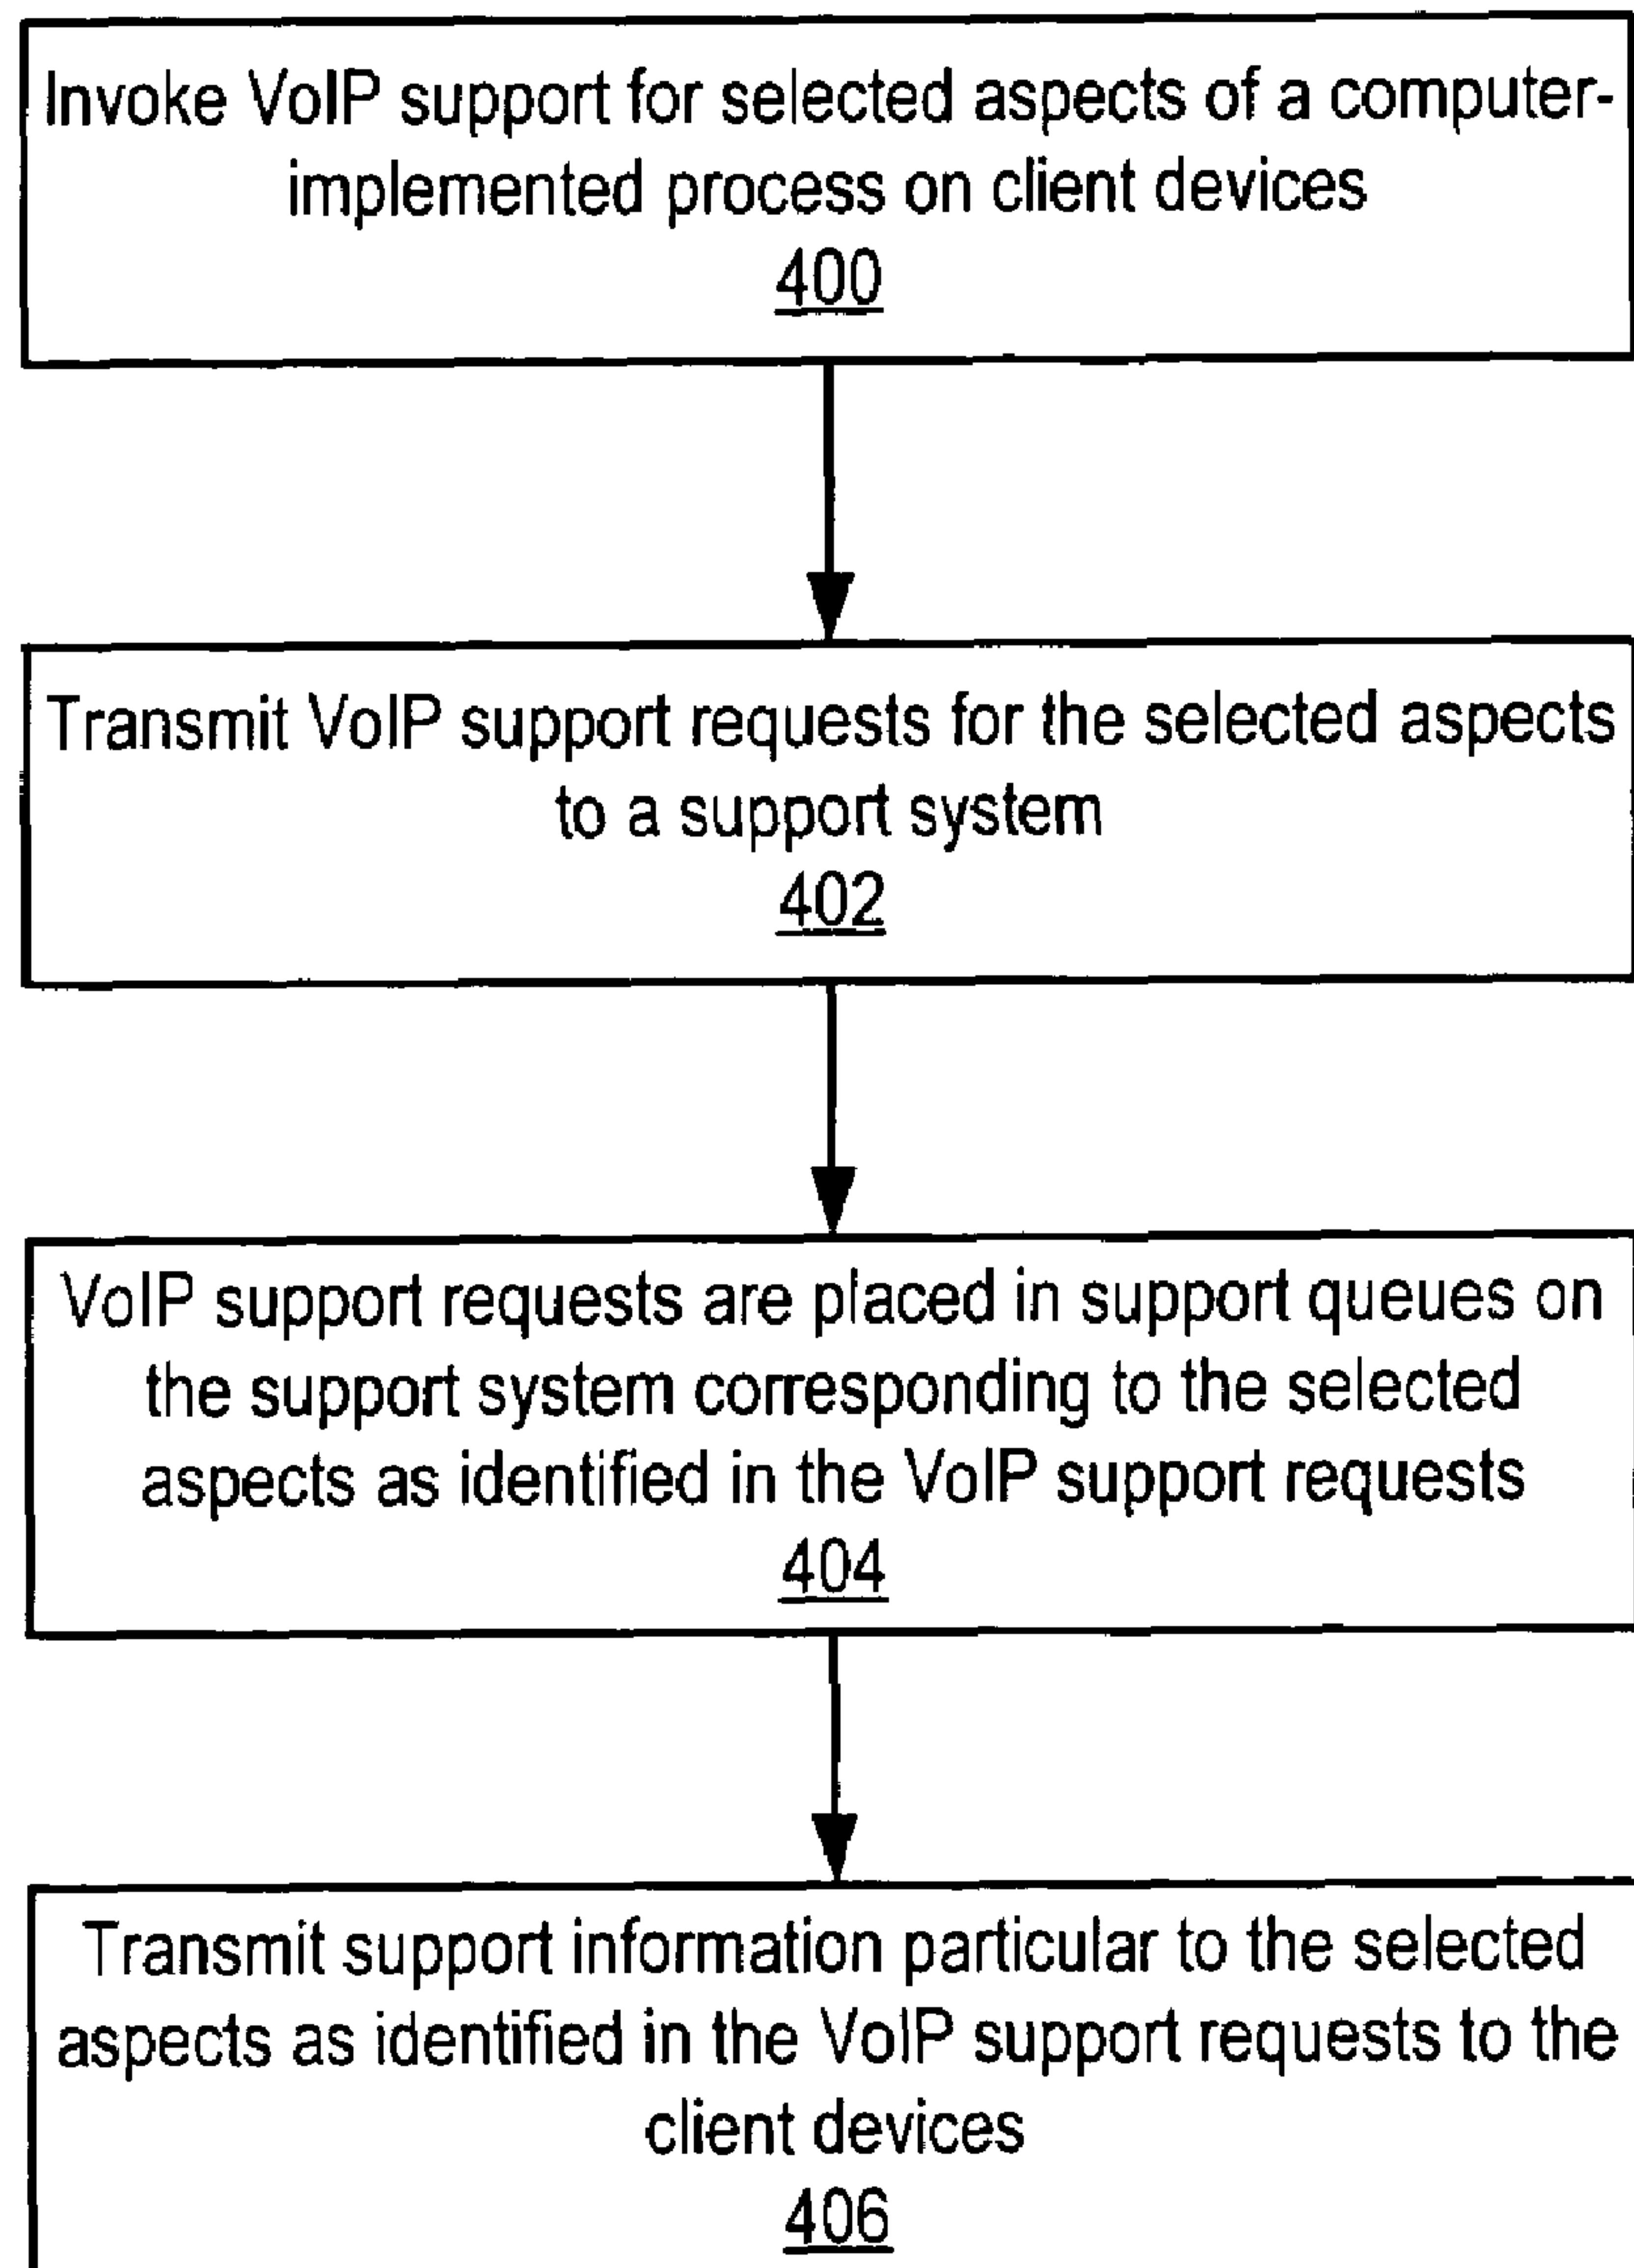 Invoke VoIP support for selected aspects of a computer-
implemented process on client devices
400
Transmit VoIP support requests for the selected aspects
to a support system
402
VoIP support requests are placed in support queues on
the support system corresponding to the selected
aspects as identified in the VoIP support requests
404
Transmit support information particular to the selected
aspects as identified in the VoIP support requests to the
client devices
406